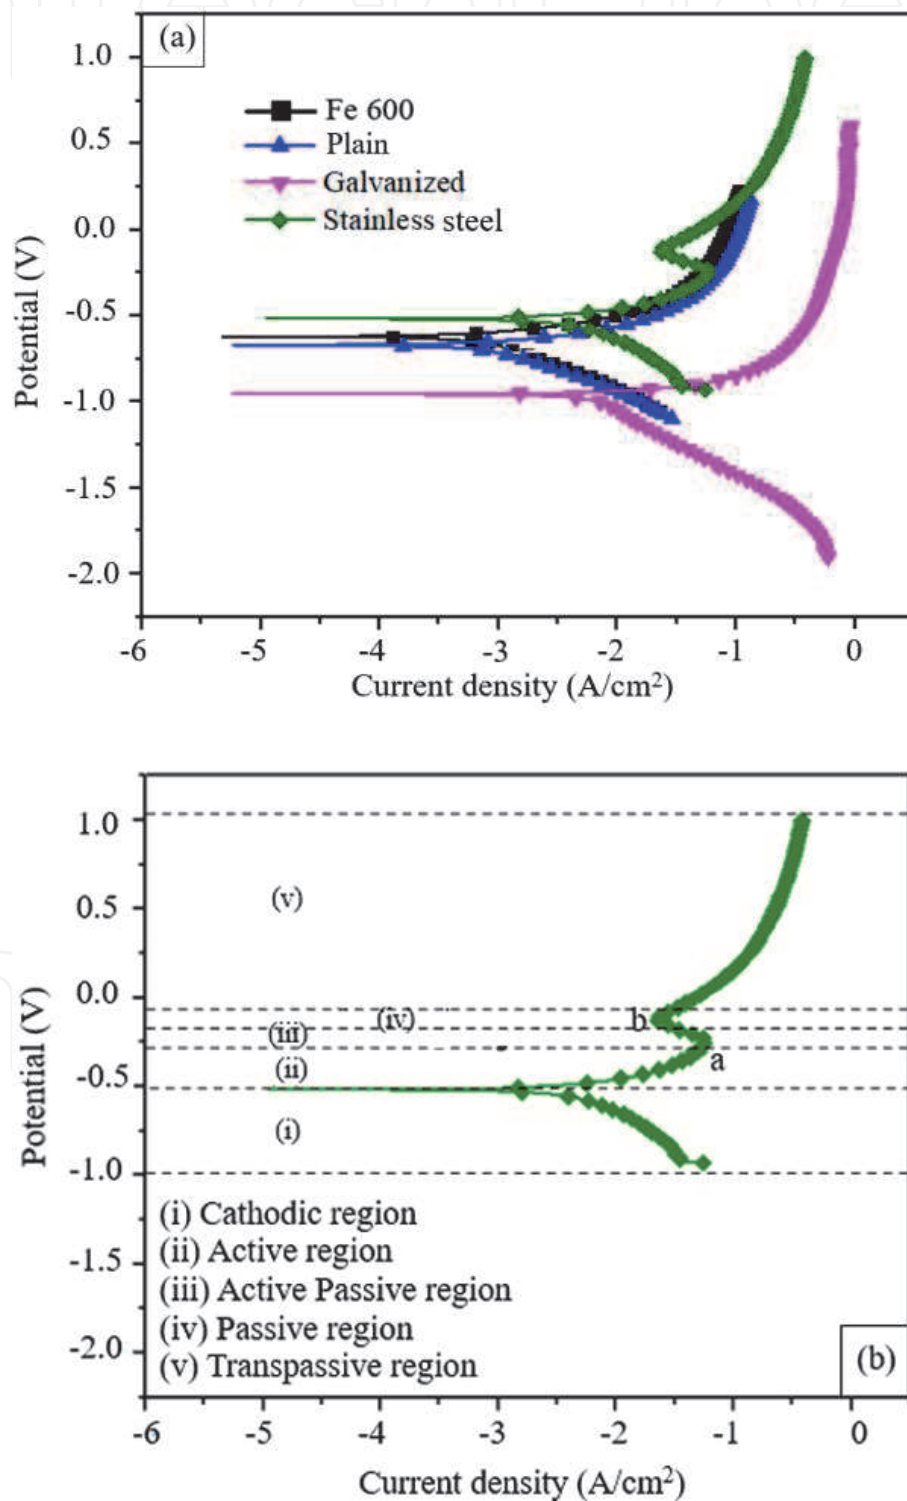 (a)
1.0
0.5
0.0
-0.5
-1.0
-1.5
-2.0
Potential (V)
Fe 600
Plain
Galvanized
Stainless steel
-6 -5 -4 -3 -2 -1 0
Current density (A/cm²)
1.0
0.5
0.0
-0.5
-1.0
-1.5
-2.0
Potential (V)
(v)
(iv)
b
(iii)
a
(ii)
(i)
(i) Cathodic region
(ii) Active region
(iii) Active Passive region
(iv) Passive region
(v) Transpassive region
(b)
-6 -5 -4 -3 -2 -1 0
Current density (A/cm²)